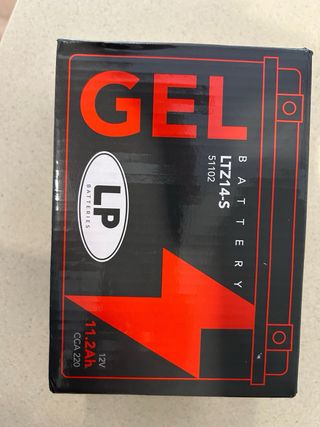 GEL
BATTERY
LTZ14-S
51102
LP
BATTERIES
12V
11.2Ah
CCA 220